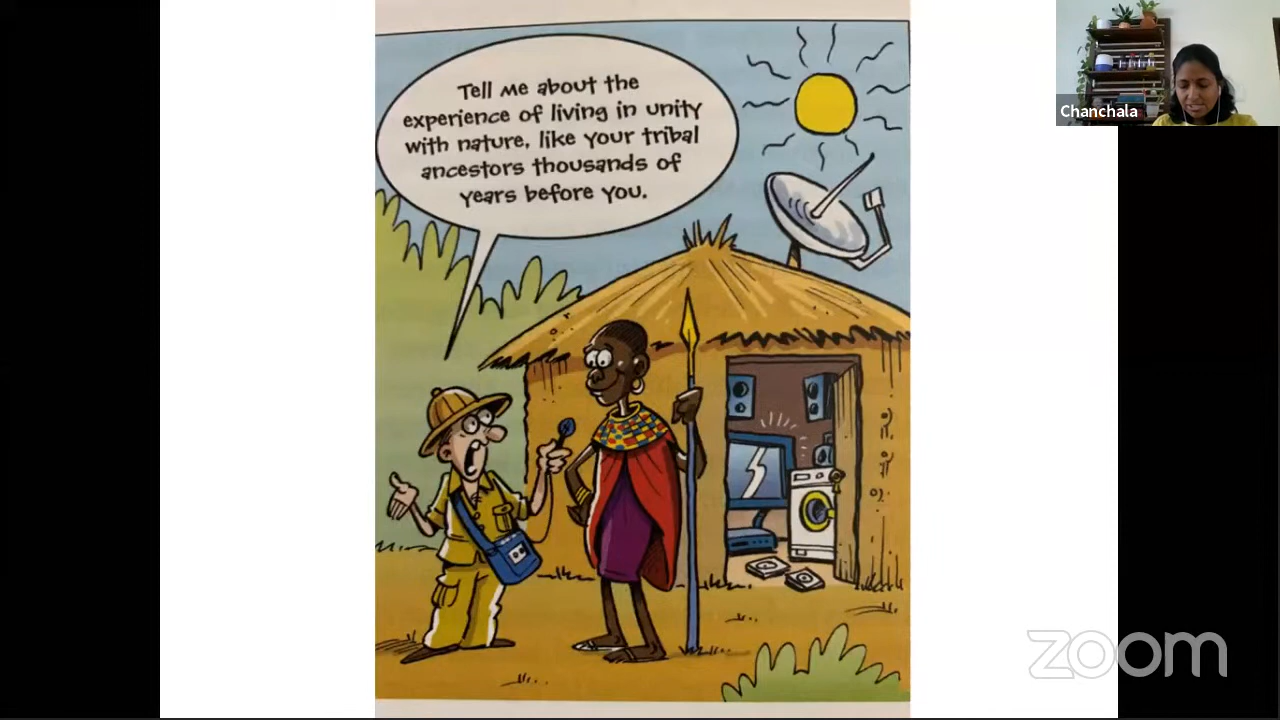 Tell me about the
experience of living in unity
with nature, like your tribal
ancestors thousands of
years before you.
Chanchala
zoom